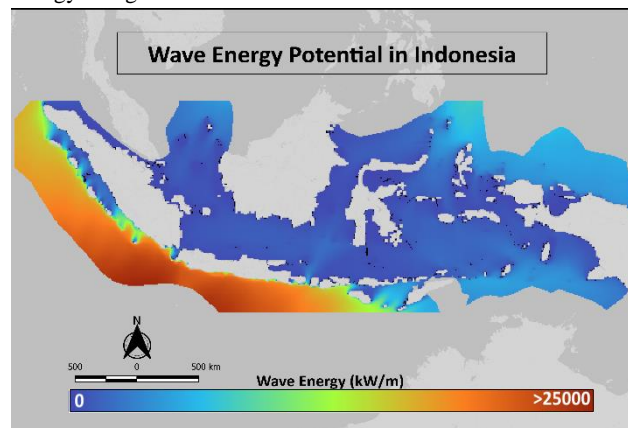 Wave Energy Potential in Indonesia
N
500 0 500 km
Wave Energy (kW/m)
0 >25000